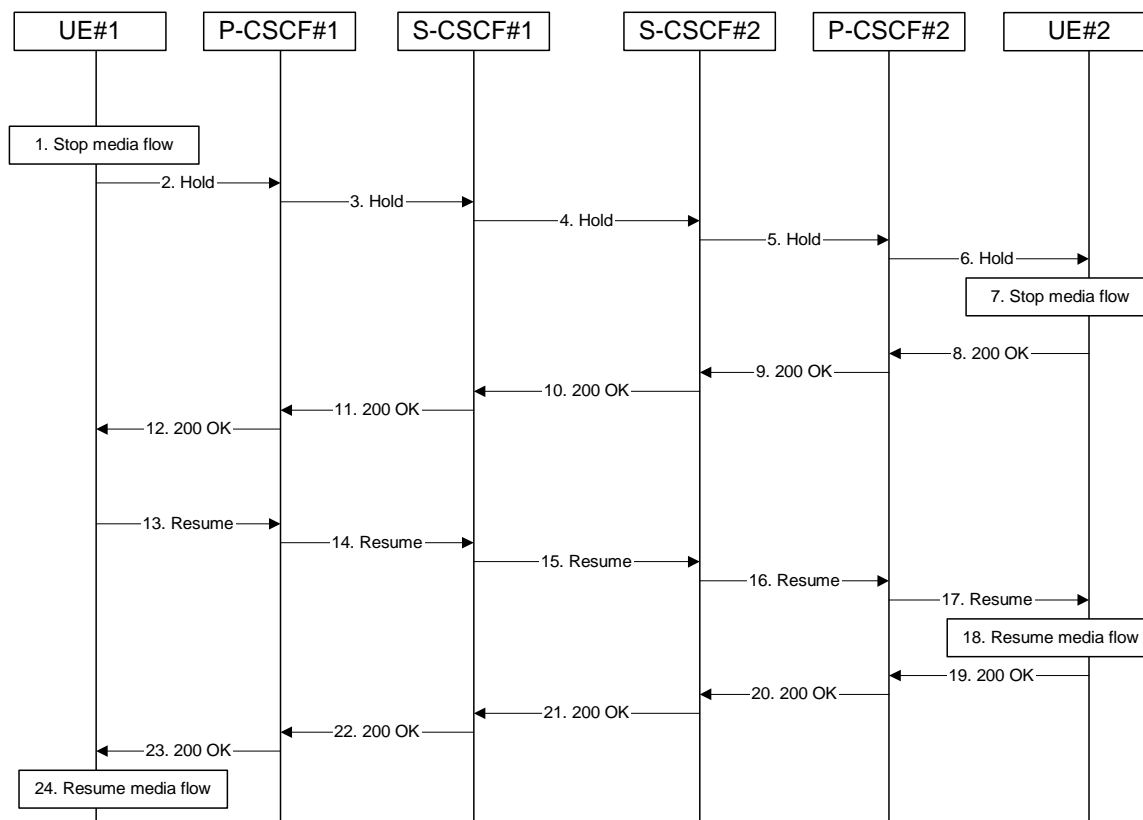 UE#1
P-CSCF#1
S-CSCF#1
S-CSCF#2
P-CSCF#2
UE#2
1. Stop media flow
2. Hold
3. Hold
4. Hold
5. Hold
6. Hold
7. Stop media flow
8. 200 OK
9. 200 OK
10. 200 OK
11. 200 OK
12. 200 OK
13. Resume
14. Resume
15. Resume
16. Resume
17. Resume
18. Resume media flow
19. 200 OK
20. 200 OK
21. 200 OK
22. 200 OK
23. 200 OK
24. Resume media flow